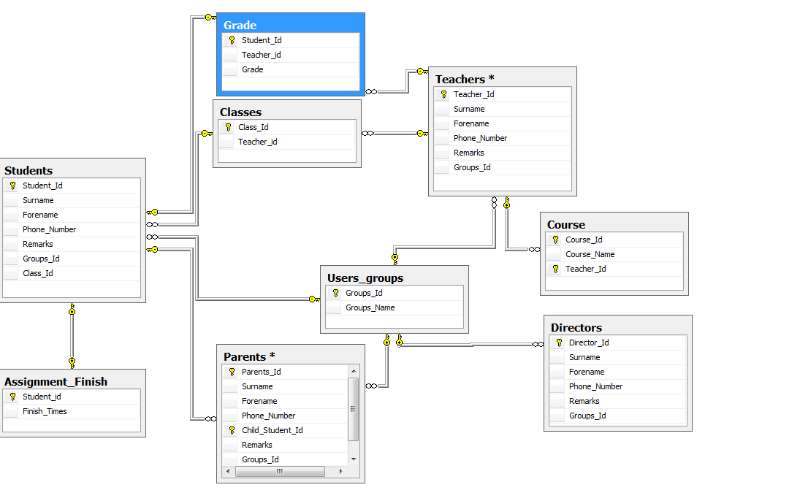 Grade
Student_Id
Teacher_id
Grade
Classes
Class_Id
Teacher_id
Teachers *
Teacher_Id
Surname
Forename
Phone_Number
Remarks
Groups_Id
Students
Student_Id
Surname
Forename
Phone_Number
Remarks
Groups_Id
Class_Id
Course
Course_Id
Course_Name
Teacher_Id
Users_groups
Groups_Id
Groups_Name
Directors
Director_Id
Surname
Forename
Phone_Number
Remarks
Groups_Id
Parents *
Parents_Id
Surname
Forename
Phone_Number
Child_Student_Id
Remarks
Groups_Id
Assignment_Finish
Student_id
Finish_Times